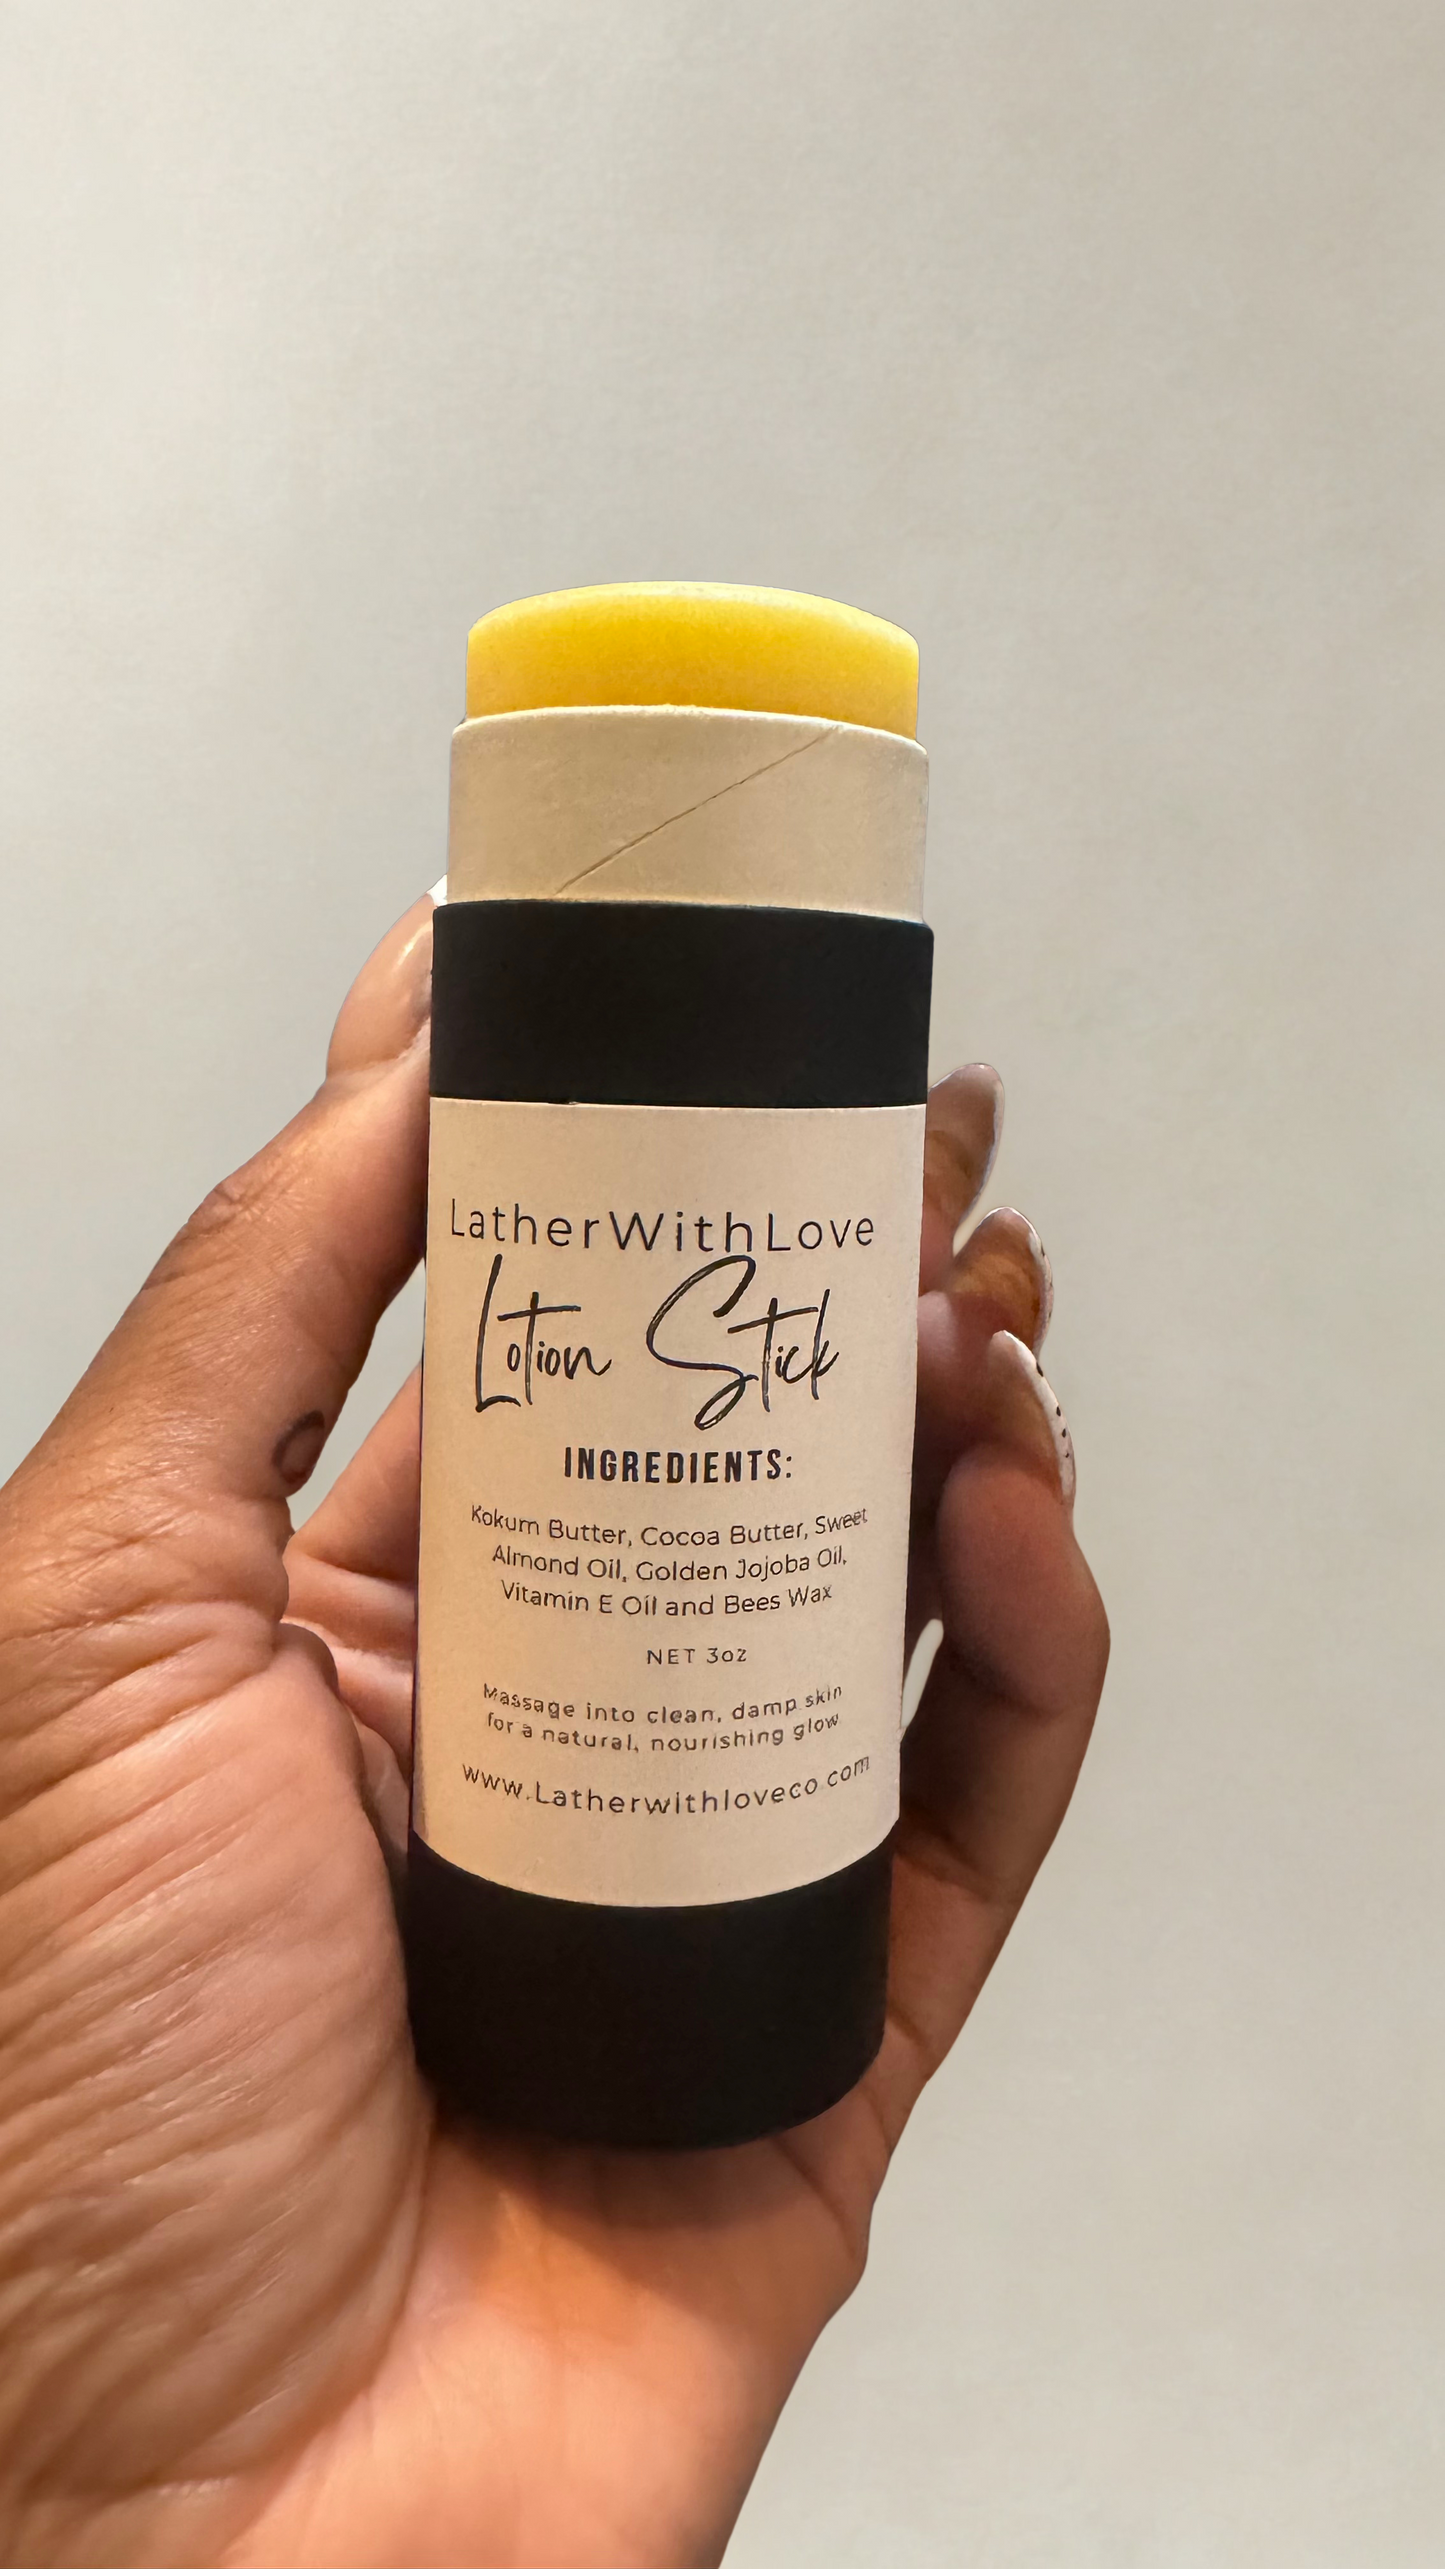 LatherWithLove
Lotion Stick
INGREDIENTS:
Kokum Butter, Cocoa Butter, Sweet
Almond Oil, Golden Jojoba Oil,
Vitamin E Oil and Bees Wax
NET 3oz
Massage into clean, damp skin
for a natural, nourishing glow
www.Latherwithloveco.com